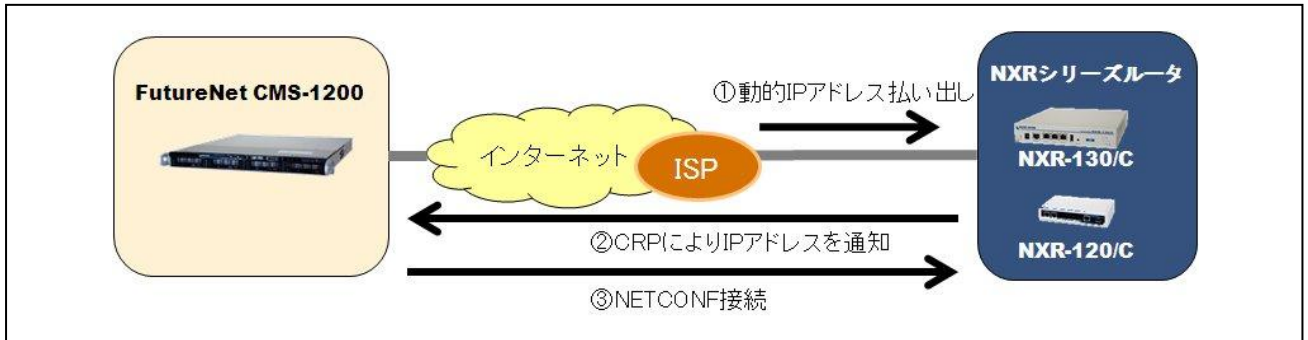 FutureNet CMS-1200
インターネット
ISP
①動的IPアドレス払い出し
②CRPによりIPアドレスを通知
③NETCONF接続
NXRシリーズルータ
NXR-130/C
NXR-120/C